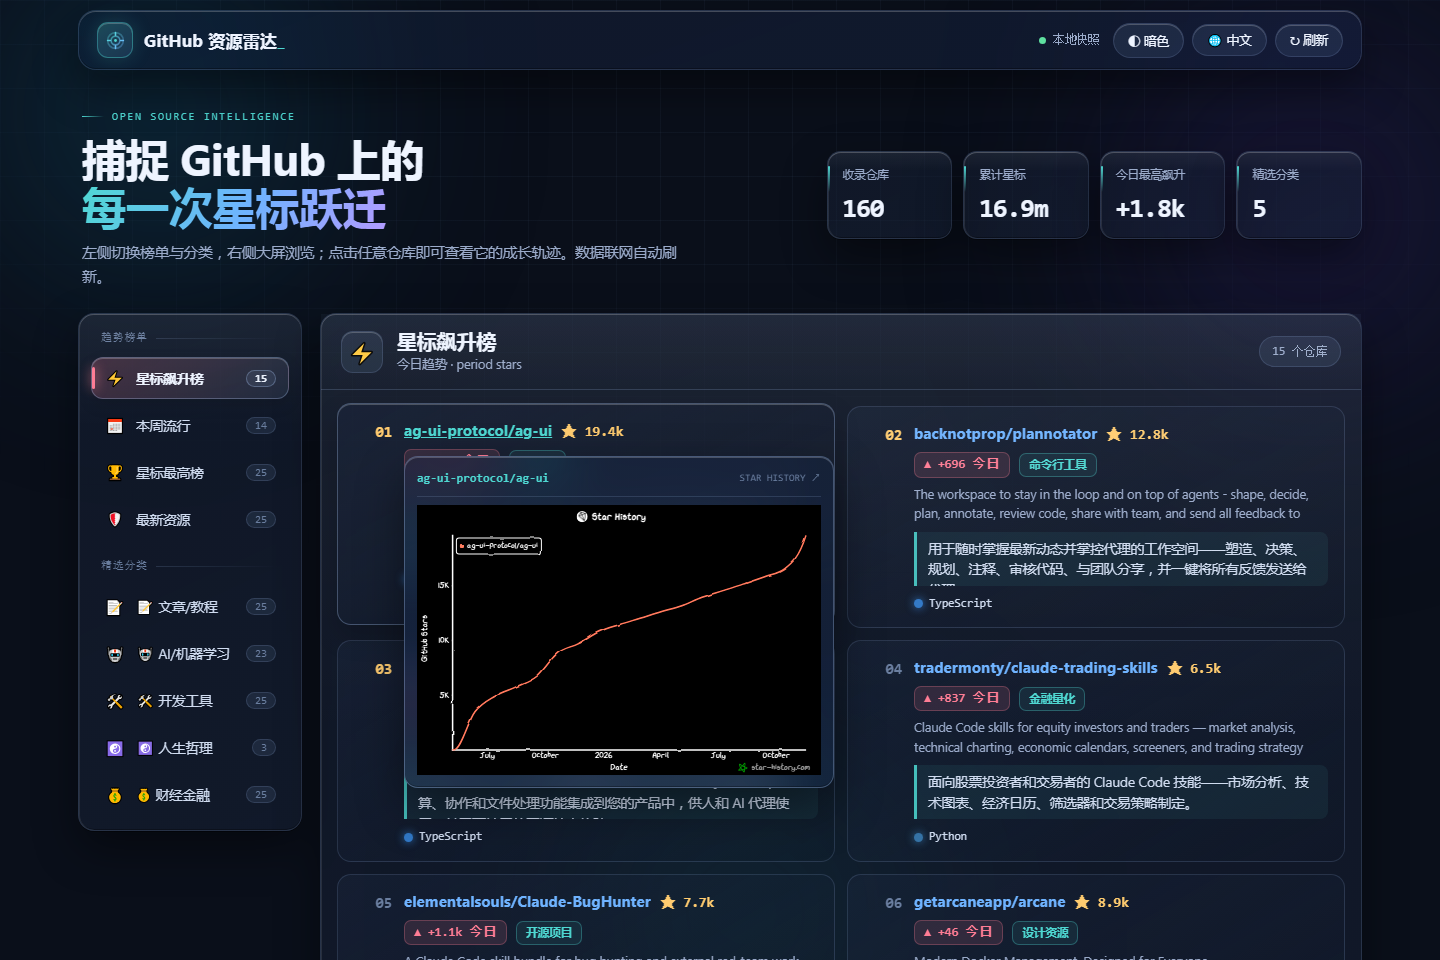 GitHub 资源雷达_
本地快照
暗色
中文
刷新
OPEN SOURCE INTELLIGENCE
捕捉 GitHub 上的
每一次星标跃迁
左侧切换榜单与分类，右侧大屏浏览；点击任意仓库即可查看它的成长轨迹。数据联网自动刷
新。
收录仓库
160
累计星标
16.9m
今日最高飙升
+1.8k
精选分类
5
趋势榜单
星标飙升榜 15
本周流行 14
星标最高榜 25
最新资源 25
精选分类
文章/教程 25
AI/机器学习 23
开发工具 25
人生哲理 3
财经金融 25
星标飙升榜
今日趋势 · period stars
15 个仓库
01 ag-ui-protocol/ag-ui 19.4k
ag-ui-protocol/ag-ui
STAR HISTORY ↗
Star History
ag-ui-protocol/ag-ui
15K
10K
5K
GitHub Stars
July October 2026 April July October
Date
star-history.com
02 backnotprop/plannotator 12.8k
▲ +696 今日 命令行工具
The workspace to stay in the loop and on top of agents - shape, decide,
plan, annotate, review code, share with team, and send all feedback to
用于随时掌握最新动态并掌控代理的工作空间——塑造、决策、
规划、注释、审核代码、与团队分享，并一键将所有反馈发送给
TypeScript
03
算、协作和文件处理功能集成到您的产品中，供人和 AI 代理使
TypeScript
04 tradermonty/claude-trading-skills 6.5k
▲ +837 今日 金融量化
Claude Code skills for equity investors and traders — market analysis,
technical charting, economic calendars, screeners, and trading strategy
面向股票投资者和交易者的 Claude Code 技能——市场分析、技
术图表、经济日历、筛选器和交易策略制定。
Python
05 elementalsouls/Claude-BugHunter 7.7k
▲ +1.1k 今日 开源项目
A Claude Code skill bundle for bug hunting and external red-team work
06 getarcaneapp/arcane 8.9k
▲ +46 今日 设计资源
Modern Docker Management, Designed for Everyone